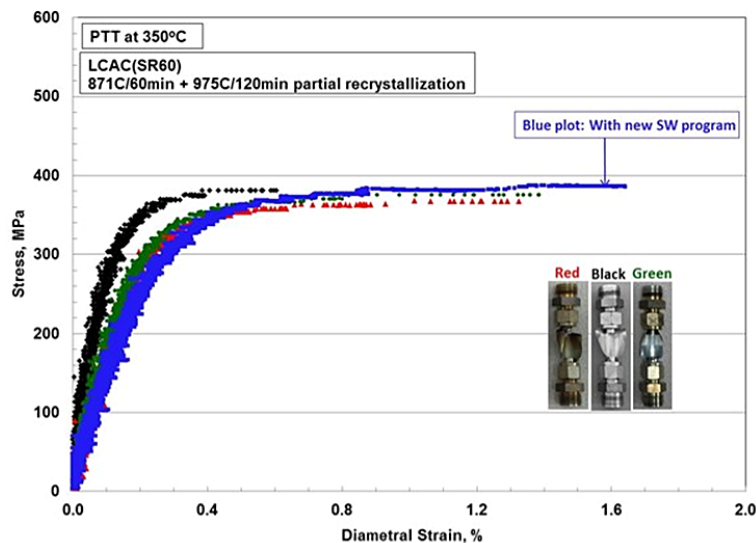 600
PTT at 350°C
LCAC(SR60)
871C/60min + 975C/120min partial recrystallization
500
Blue plot: With new SW program
400
Stress, MPa
300
Red Black Green
200
100
0
0.0 0.4 0.8 1.2 1.6 2.0
Diametral Strain, %